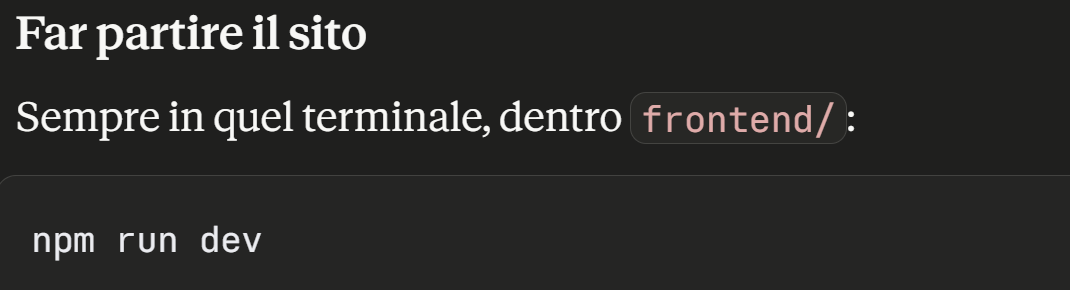 Far partire il sito
Sempre in quel terminale, dentro frontend/:
npm run dev